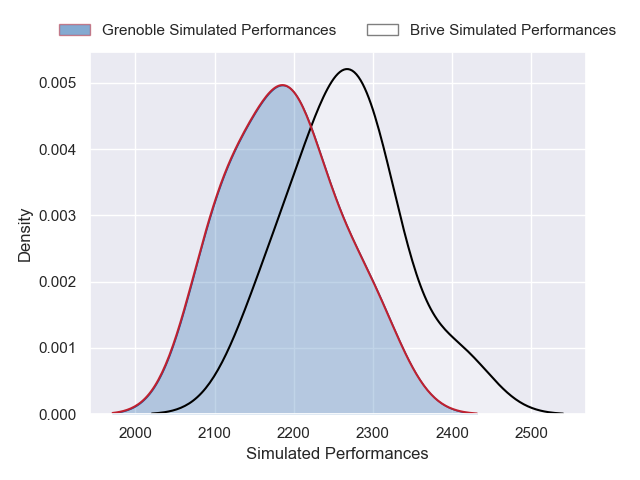 Grenoble Simulated Performances
Brive Simulated Performances
0.005
0.004
0.003
0.002
0.001
0.000
Density
2000 2100 2200 2300 2400 2500
Simulated Performances